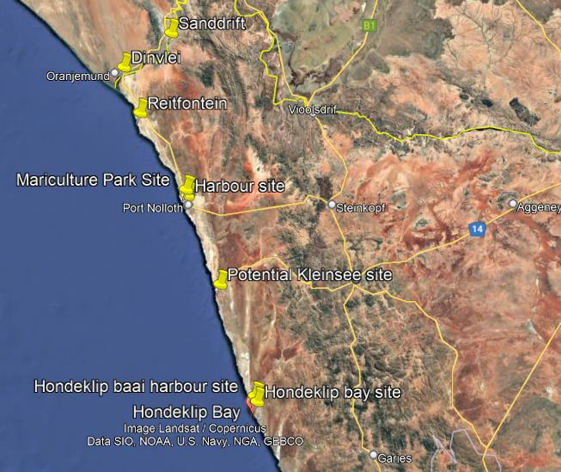 Sanddrift
B1
Dinvlei
Oranjemund
Reitfontein
Vioolsdrif
Mariculture Park Site
Harbour site
Port Nolloth
Steinkopf
Aggeney
14
Potential Kleinsee site
Hondeklip baai harbour site
Hondeklip bay site
Hondeklip Bay
Image Landsat / Copernicus
Data SIO, NOAA, U.S. Navy, NGA, GEBCO
Garies